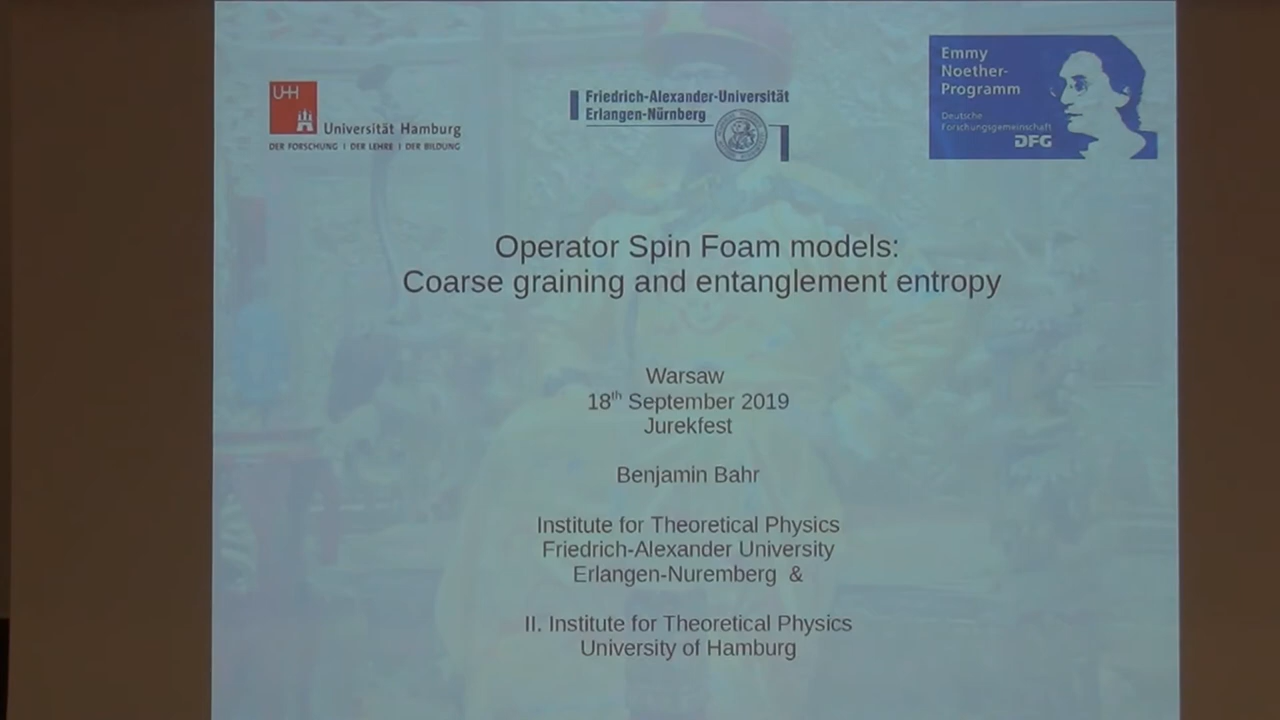 UHH
Universität Hamburg
DER FORSCHUNG | DER LEHRE | DER BILDUNG
Friedrich-Alexander-Universität
Erlangen-Nürnberg
Emmy
Noether-
Programm
Deutsche
Forschungsgemeinschaft
DFG
Operator Spin Foam models:
Coarse graining and entanglement entropy
Warsaw
18th September 2019
Jurekfest
Benjamin Bahr
Institute for Theoretical Physics
Friedrich-Alexander University
Erlangen-Nuremberg &
II. Institute for Theoretical Physics
University of Hamburg